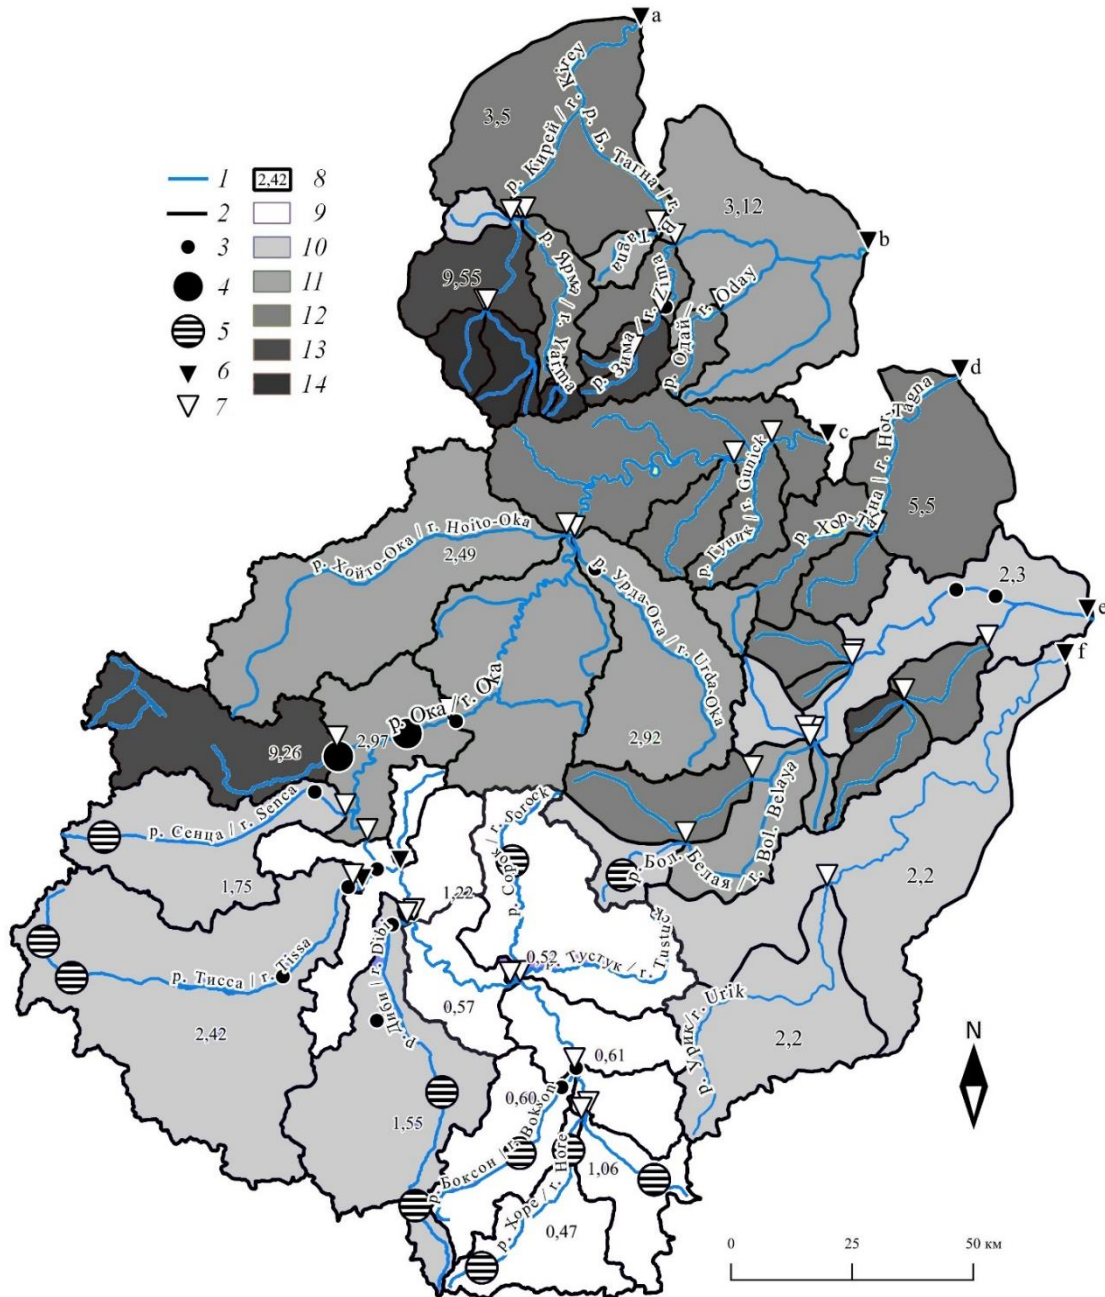 a
3,5
р. Кирей / r. Kirey
р. Б. Тагна / r. B. Tagna
3,12
b
1
2
3
4
5
6
7
2,42
8
9
10
11
12
13
14
9,55
р. Ярма / r. Yarma
р. Зима / r. Zima
р. Одай / r. Oday
d
р. Хор. Тагна / r. Hor. Tagna
5,5
c
р. Гуник / r. Gunick
р. Хойто-Ока / r. Hoito-Oka
2,49
р. Урда-Ока / r. Urda-Oka
2,3
e
f
р. Ока / r. Oka
2,97
2,92
9,26
р. Сенца / r. Senca
р. Сорок / r. Sorock
р. Бол. Белая / r. Bol. Belaya
2,2
1,75
1,22
р. Тисса / r. Tissa
р. Диби / r. Dibi
0,52
р. Тустук / r. Tustuck
0,57
р. Урик/r. Urik
2,2
2,42
N
0,61
0,60
р. Боксон / r. Bokson
1,55
1,06
р. Хоре / r. Hore
0,47
0
25
50 км